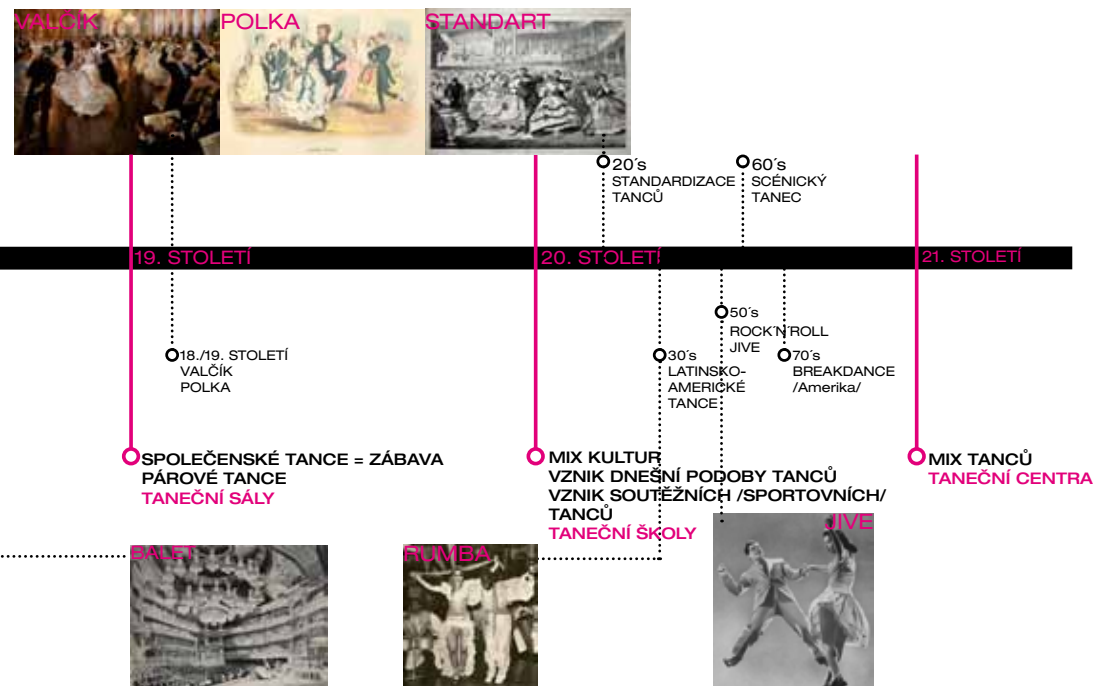 VALČÍK
POLKA
STANDART
20´s
STANDARDIZACE
TANCŮ
60´s
SCÉNICKÝ
TANEC
19. STOLETÍ
20. STOLETÍ
21. STOLETÍ
18./19. STOLETÍ
VALČÍK
POLKA
30´s
LATINSKO-
AMERICKÉ
TANCE
50´s
ROCK´N´ROLL
JIVE
70´s
BREAKDANCE
/Amerika/
SPOLEČENSKÉ TANCE = ZÁBAVA
PÁROVÉ TANCE
TANEČNÍ SÁLY
MIX KULTUR
VZNIK DNEŠNÍ PODOBY TANCŮ
VZNIK SOUTĚŽNÍCH /SPORTOVNÍCH/
TANCŮ
TANEČNÍ ŠKOLY
MIX TANCŮ
TANEČNÍ CENTRA
BALET
RUMBA
JIVE